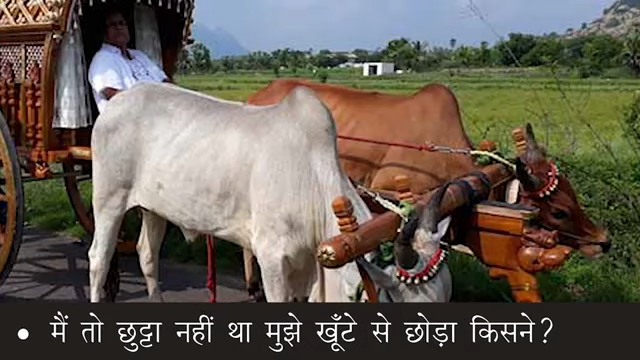 • मैं तो छुट्टा नहीं था मुझे खूँटे से छोड़ा किसने?